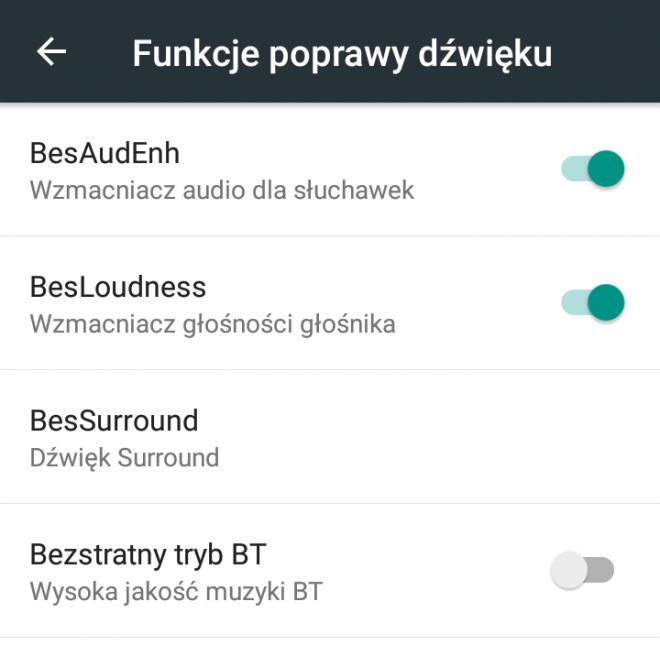 Funkcje poprawy dźwięku
BesAudEnh
Wzmacniacz audio dla słuchawek
BesLoudness
Wzmacniacz głośności głośnika
BesSurround
Dźwięk Surround
Bezstratny tryb BT
Wysoka jakość muzyki BT